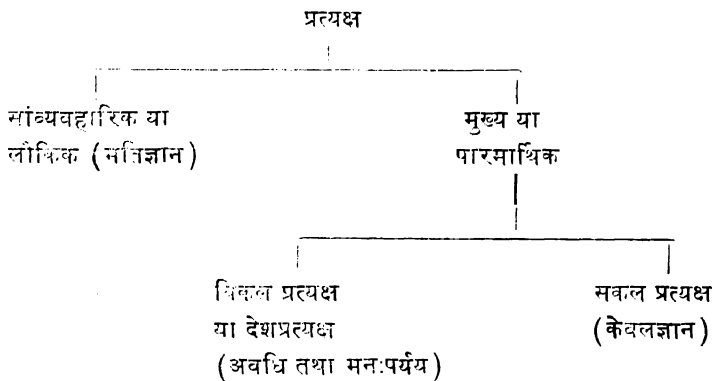 प्रत्यक्ष
सांव्यवहारिक या
लौकिक (मतिज्ञान)
मुख्य या
पारमार्थिक
विकल प्रत्यक्ष
या देशप्रत्यक्ष
(अवधि तथा मनःपर्यय)
सकल प्रत्यक्ष
(केवलज्ञान)